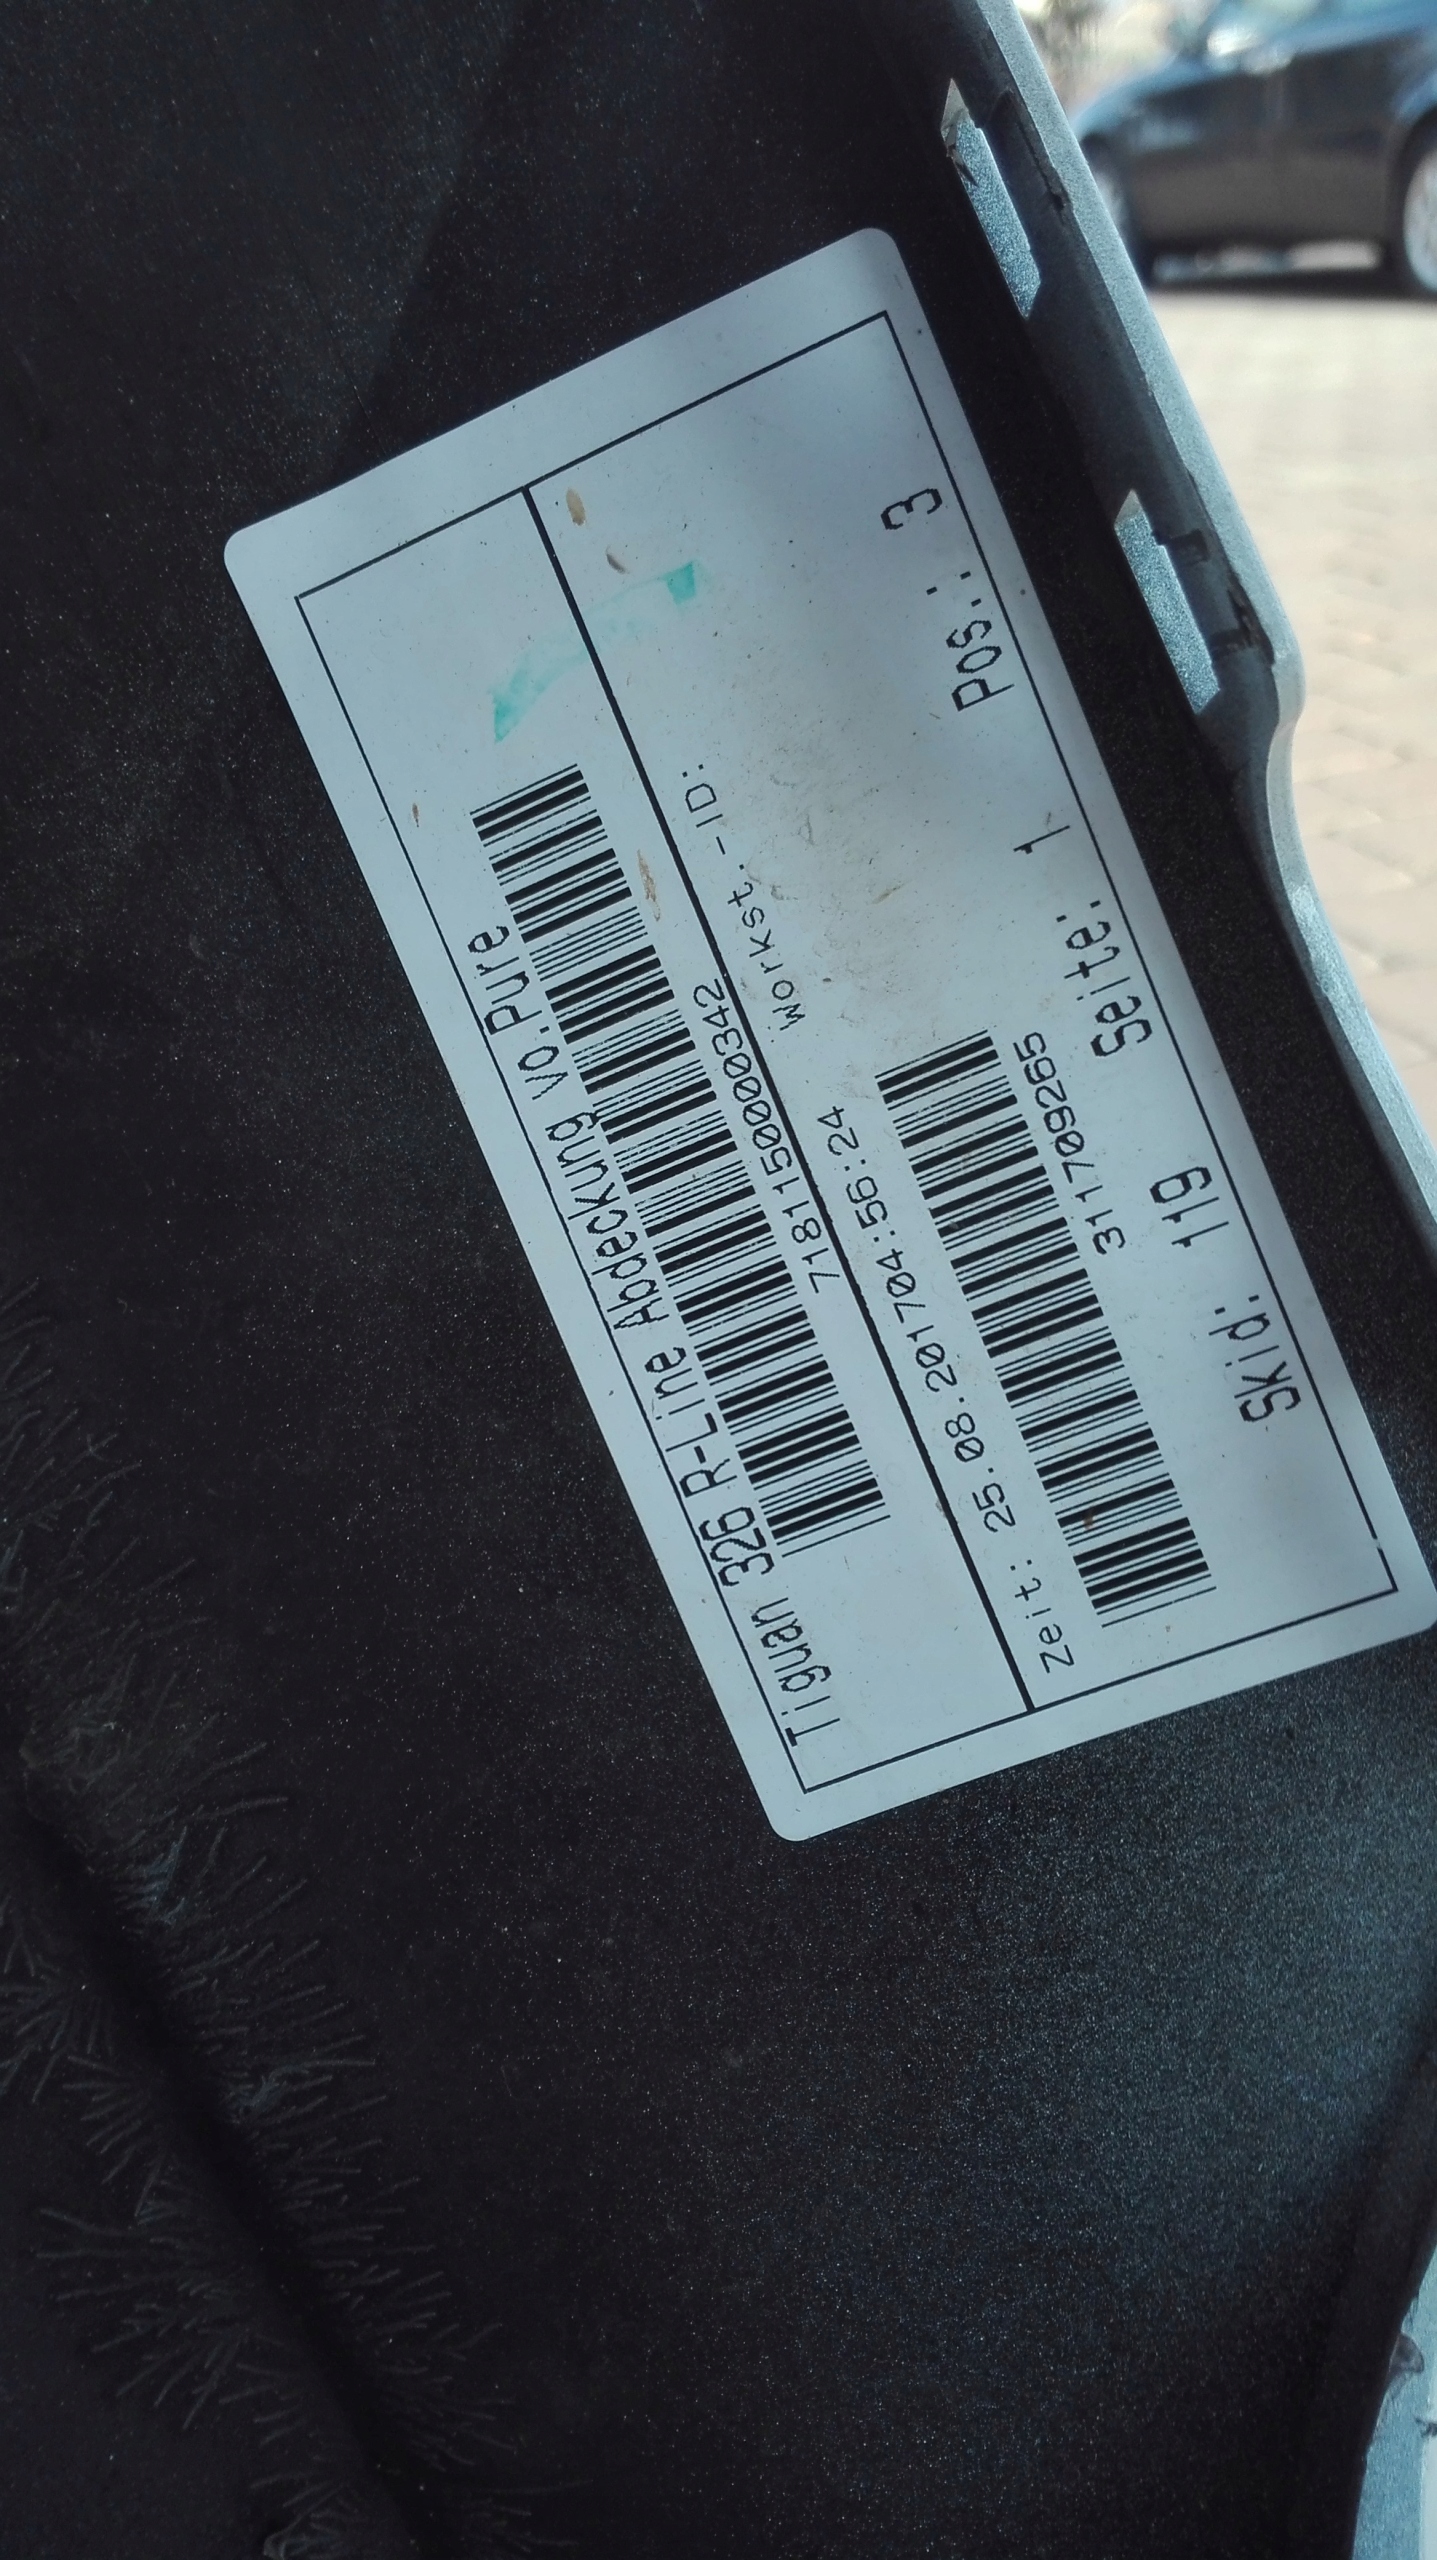 Tiguan 326 R-Line Abdeckung vo.Pure
7181150000000342
Workst.-ID:
Zeit: 25.08.201704:56:24
3117709265
Skid: 119 Seite: 1 Pos.: 3